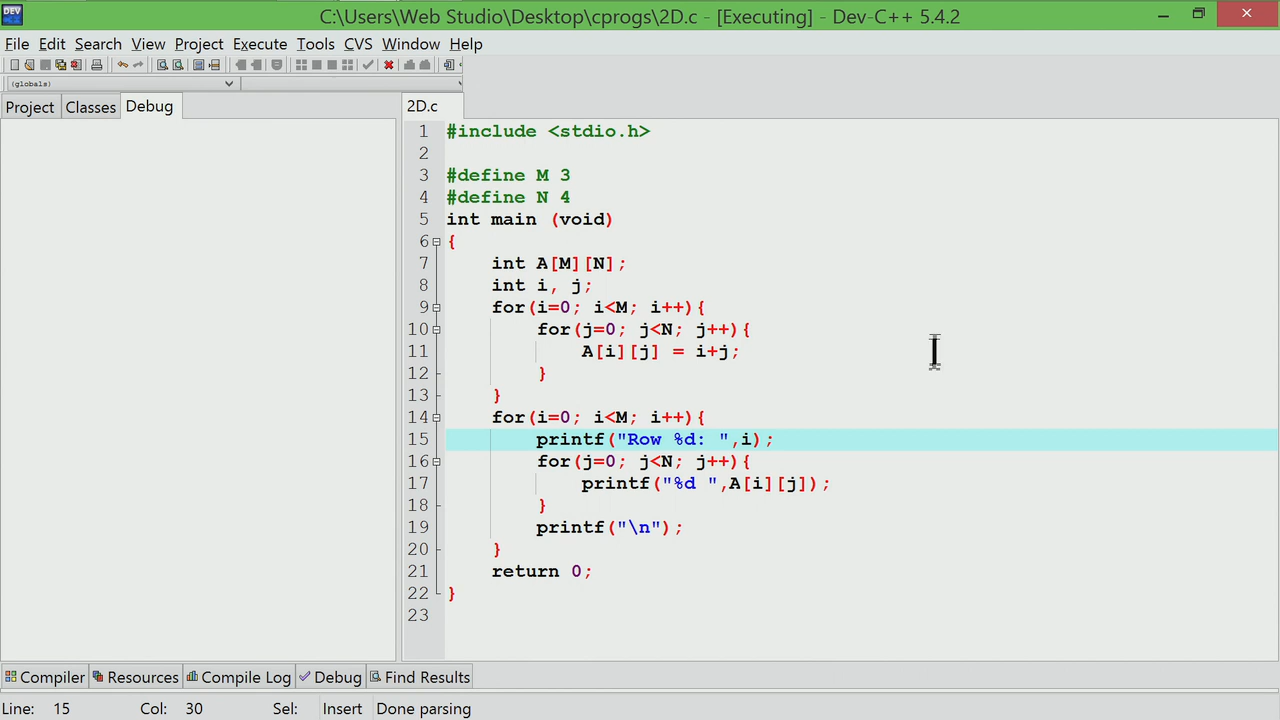 DEV
C:\Users\Web Studio\Desktop\cprogs\2D.c - [Executing] - Dev-C++ 5.4.2
File Edit Search View Project Execute Tools CVS Window Help
(globals)
Project Classes Debug
2D.c
1 #include <stdio.h>
2
3 #define M 3
4 #define N 4
5 int main (void)
6 {
7 int A[M][N];
8 int i, j;
9 for(i=0; i<M; i++){
10 for(j=0; j<N; j++){
11 A[i][j] = i+j;
12 }
13 }
14 for(i=0; i<M; i++){
15 printf("Row %d: ",i);
16 for(j=0; j<N; j++){
17 printf("%d ",A[i][j]);
18 }
19 printf("\n");
20 }
21 return 0;
22 }
23
Compiler Resources Compile Log Debug Find Results
Line: 15 Col: 30 Sel: Insert Done parsing